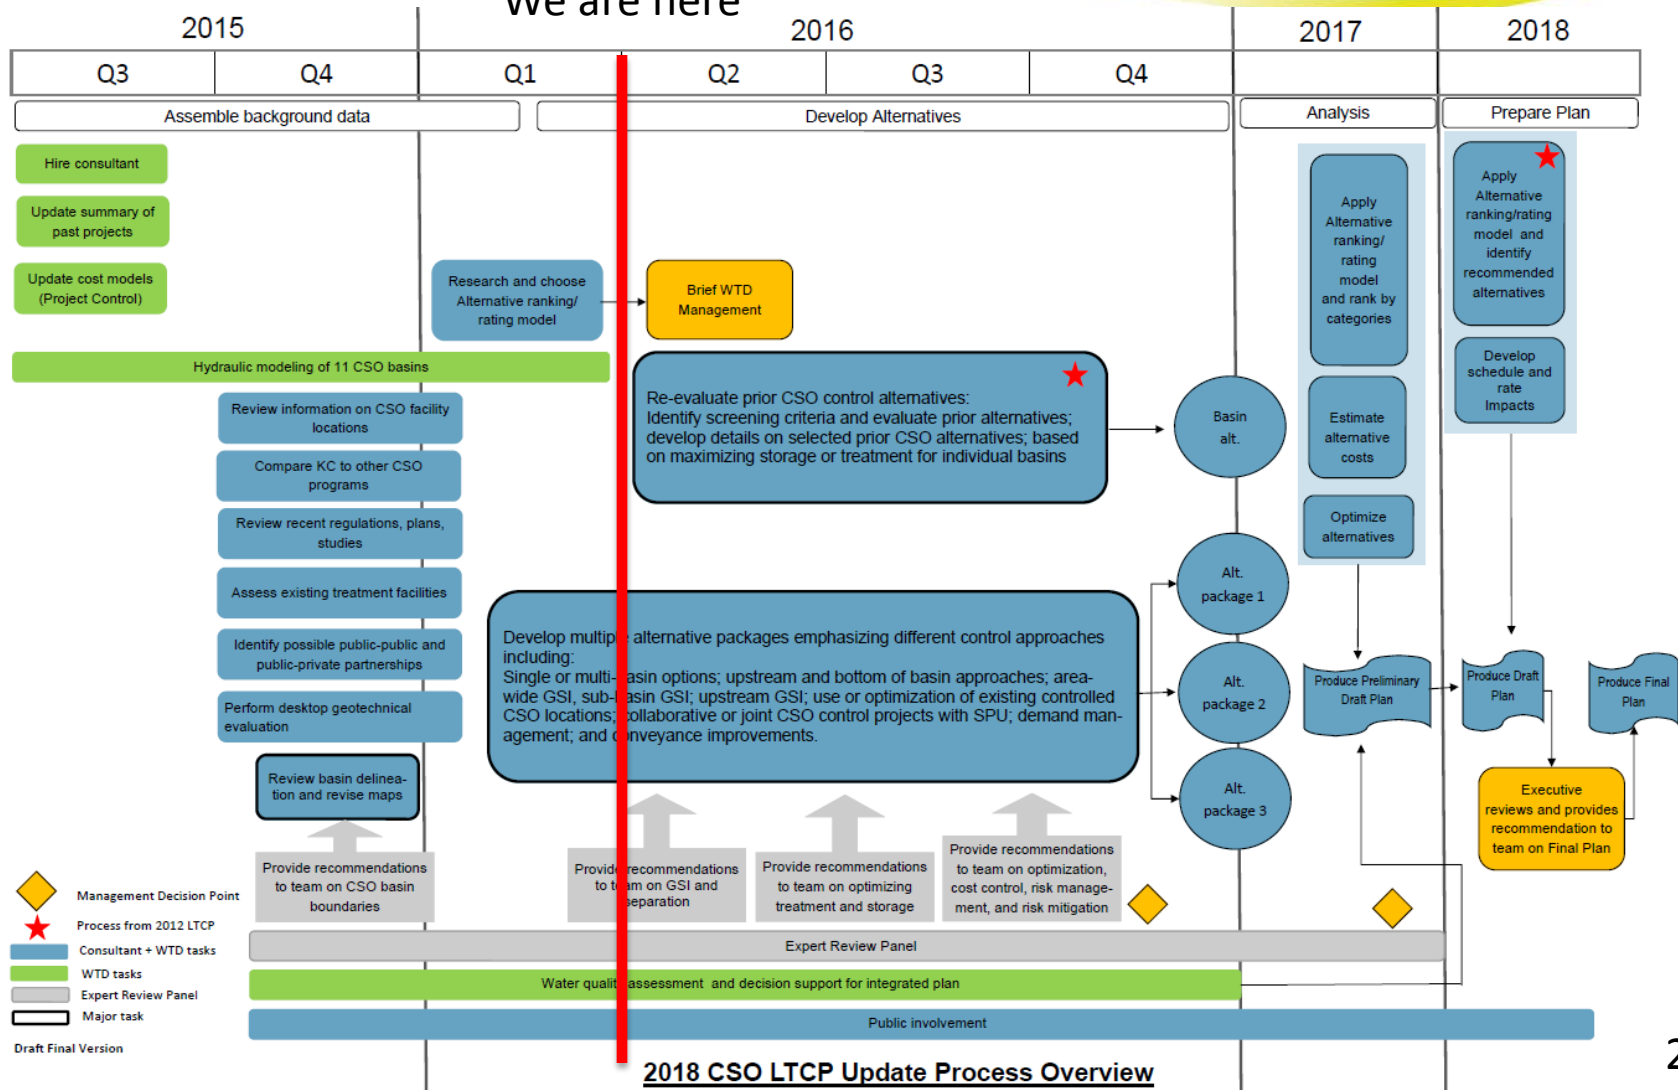 We are here
2015
2016
2017
2018
Q3
Q4
Q1
Q2
Q3
Q4
Assemble background data
Develop Alternatives
Analysis
Prepare Plan
Hire consultant
Update summary of
past projects
Update cost models
(Project Control)
Research and choose
Alternative ranking/
rating model
Brief WTD
Management
Hydraulic modeling of 11 CSO basins
Review information on CSO facility
locations
Compare KC to other CSO
programs
Review recent regulations, plans,
studies
Assess existing treatment facilities
Identify possible public-public and
public-private partnerships
Perform desktop geotechnical
evaluation
Review basin delinea-
tion and revise maps
Re-evaluate prior CSO control alternatives:
Identify screening criteria and evaluate prior alternatives;
develop details on selected prior CSO alternatives; based
on maximizing storage or treatment for individual basins
Basin
alt.
Develop multiple alternative packages emphasizing different control approaches
including:
Single or multi-basin options; upstream and bottom of basin approaches; area-
wide GSI, sub-basin GSI; upstream GSI; use or optimization of existing controlled
CSO locations; collaborative or joint CSO control projects with SPU; demand man-
agement; and conveyance improvements.
Alt.
package 1
Alt.
package 2
Alt.
package 3
Apply
Alternative
ranking/
rating
model
and rank by
categories
Estimate
alternative
costs
Optimize
alternatives
Apply
Alternative
ranking/rating
model and
identify
recommended
alternatives
Develop
schedule and
rate
Impacts
Produce Preliminary
Draft Plan
Produce Draft
Plan
Produce Final
Plan
Executive
reviews and provides
recommendation to
team on Final Plan
Provide recommendations
to team on CSO basin
boundaries
Provide recommendations
to team on GSI and
separation
Provide recommendations
to team on optimizing
treatment and storage
Provide recommendations
to team on optimization,
cost control, risk manage-
ment, and risk mitigation
Expert Review Panel
Water quality assessment and decision support for integrated plan
Public involvement
Management Decision Point
Process from 2012 LTCP
Consultant + WTD tasks
WTD tasks
Expert Review Panel
Major task
Draft Final Version
2018 CSO LTCP Update Process Overview
2